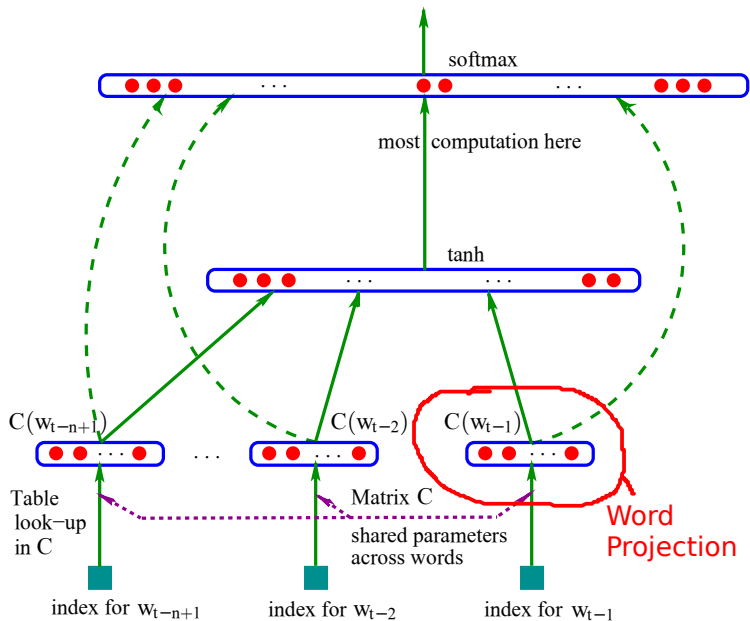 softmax
. . .
. . .
most computation here
tanh
. . .
. . .
C(wt−n+1)
C(wt−2)
C(wt−1)
. . .
. . .
. . .
. . .
Table
look−up
in C
Matrix C
shared parameters
across words
Word
Projection
index for wt−n+1
index for wt−2
index for wt−1